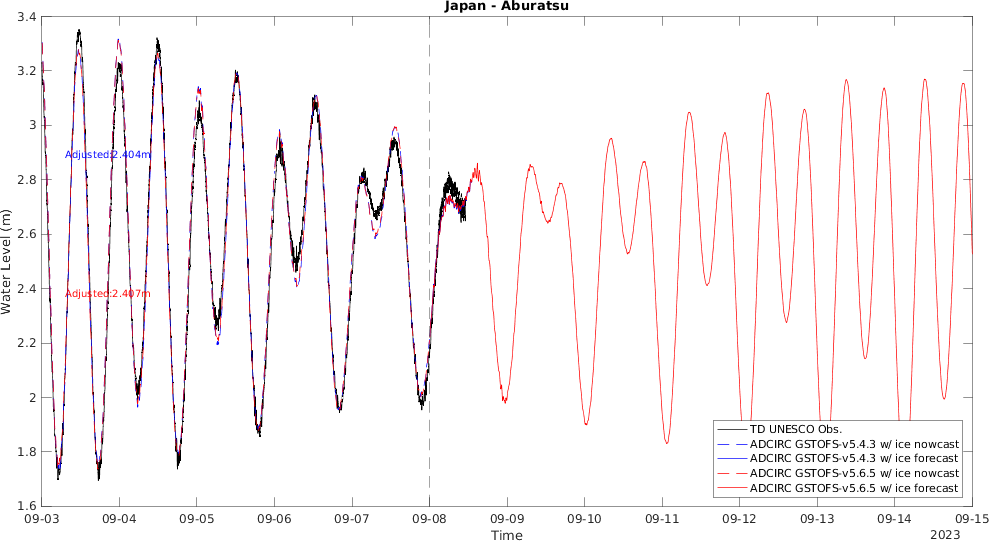 Japan - Aburatsu
3.4
3.2
3
2.8
2.6
2.4
2.2
2
1.8
1.6
Water Level (m)
Adjusted:2.404m
Adjusted:2.407m
TD UNESCO Obs.
ADCIRC GSTOFS-v5.4.3 w/ ice nowcast
ADCIRC GSTOFS-v5.4.3 w/ ice forecast
ADCIRC GSTOFS-v5.6.5 w/ ice nowcast
ADCIRC GSTOFS-v5.6.5 w/ ice forecast
09-03 09-04 09-05 09-06 09-07 09-08 09-09 09-10 09-11 09-12 09-13 09-14 09-15
Time
2023